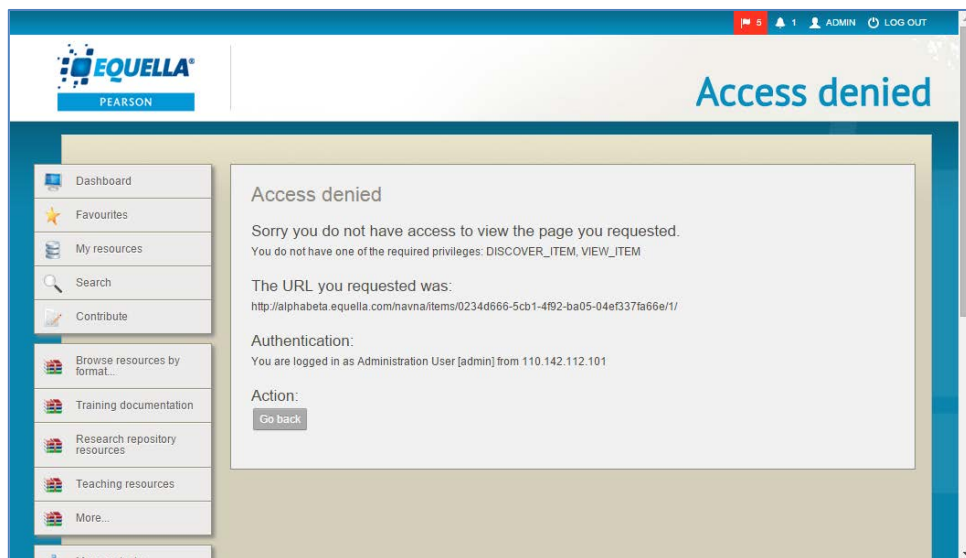 5 1 ADMIN LOG OUT
EQUELLA®
PEARSON
Access denied
Dashboard
Favourites
My resources
Search
Contribute
Browse resources by
format...
Training documentation
Research repository
resources
Teaching resources
More...
Access denied
Sorry you do not have access to view the page you requested.
You do not have one of the required privileges: DISCOVER_ITEM, VIEW_ITEM
The URL you requested was:
http://alphabeta.equella.com/navna/items/0234d666-5cb1-4f92-ba05-04ef337fa66e/1/
Authentication:
You are logged in as Administration User [admin] from 110.142.112.101
Action:
Go back